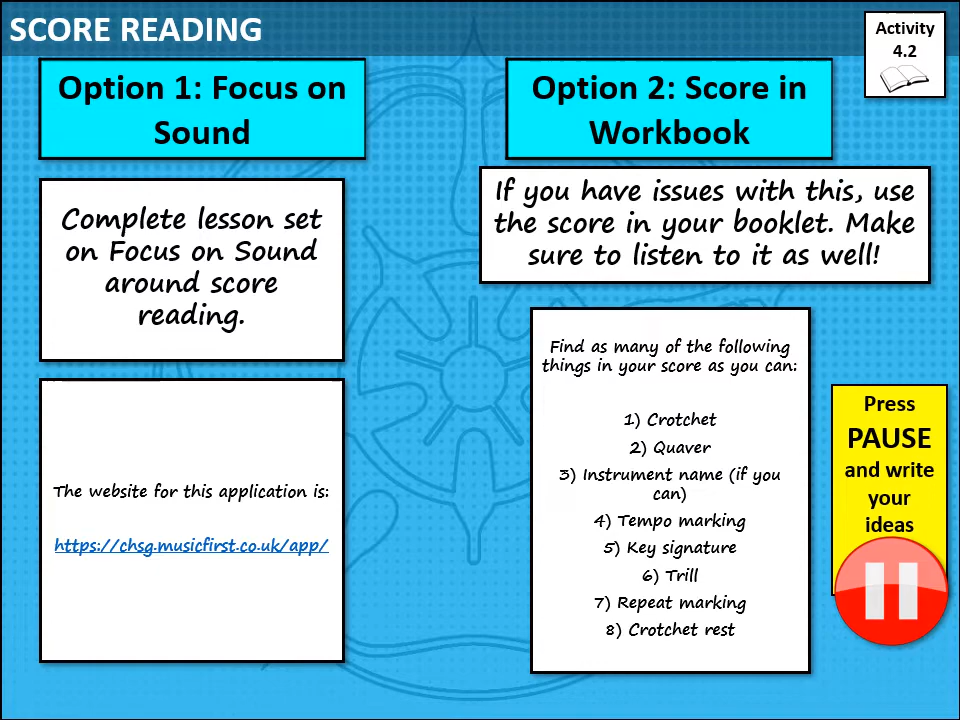 SCORE READING
Activity
4.2
Option 1: Focus on
Sound
Option 2: Score in
Workbook
Complete lesson set
on Focus on Sound
around score
reading.
If you have issues with this, use
the score in your booklet. Make
sure to listen to it as well!
The website for this application is:
https://chsg.musicfirst.co.uk/app/
Find as many of the following
things in your score as you can:
1) Crotchet
2) Quaver
3) Instrument name (if you
can)
4) Tempo marking
5) Key signature
6) Trill
7) Repeat marking
8) Crotchet rest
Press
PAUSE
and write
your
ideas